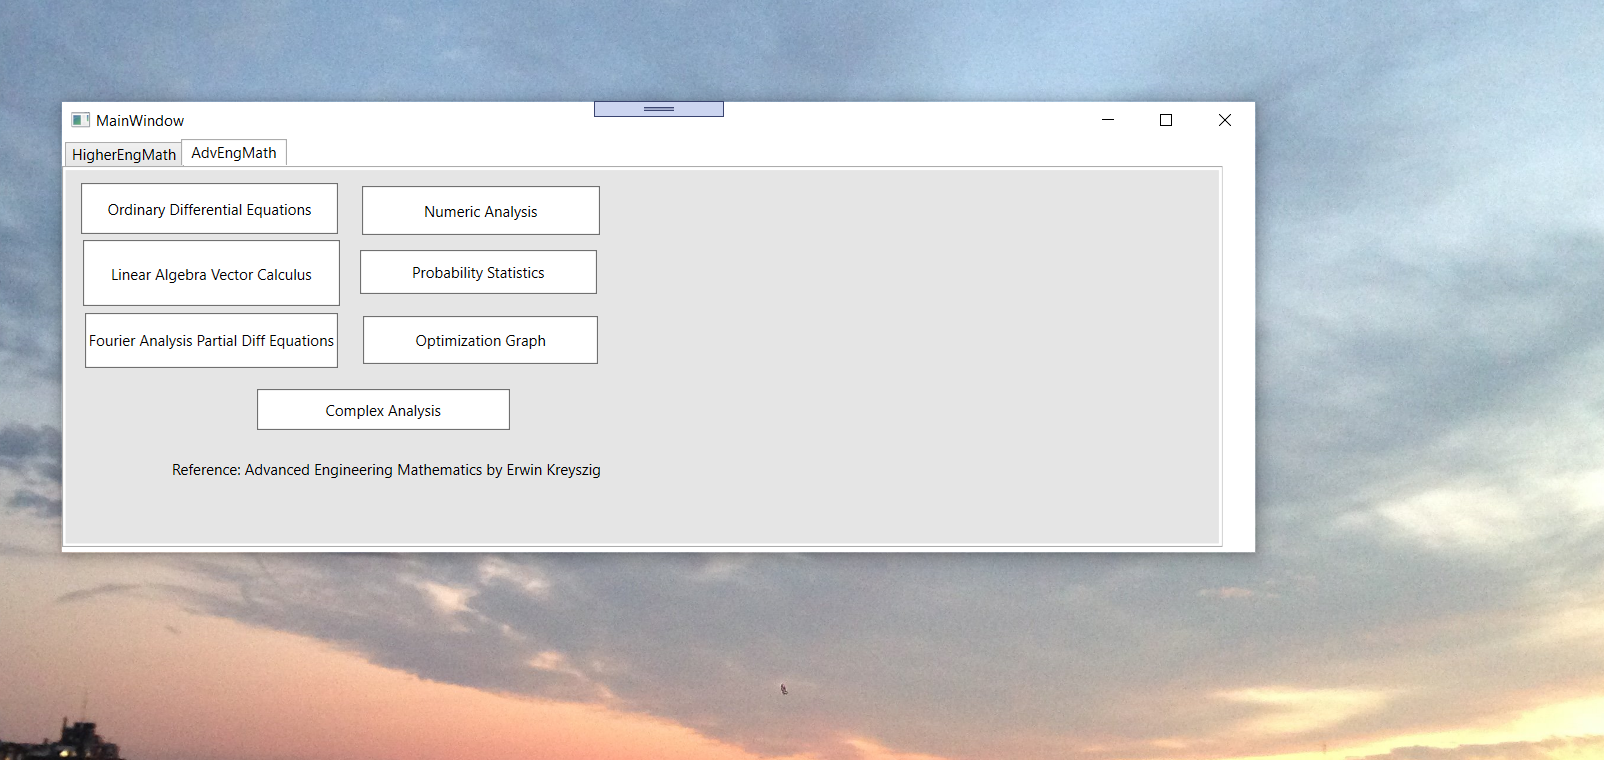 MainWindow
HigherEngMath
AdvEngMath
Ordinary Differential Equations
Numeric Analysis
Linear Algebra Vector Calculus
Probability Statistics
Fourier Analysis Partial Diff Equations
Optimization Graph
Complex Analysis
Reference: Advanced Engineering Mathematics by Erwin Kreyszig